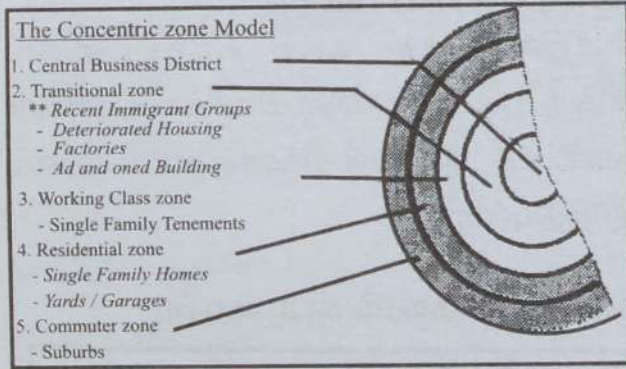 The Concentric zone Model
1. Central Business District
2. Transitional zone
** Recent Immigrant Groups
- Deteriorated Housing
- Factories
- Ad and oned Building
3. Working Class zone
- Single Family Tenements
4. Residential zone
- Single Family Homes
- Yards / Garages
5. Commuter zone
- Suburbs